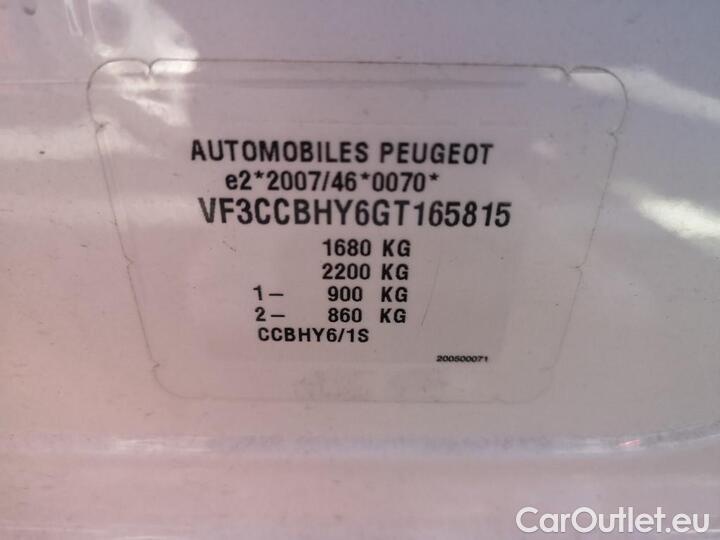 AUTOMOBILES PEUGEOT
e2*2007/46*0070*
VF3CCBHY6GT165815
1680 KG
2200 KG
1– 900 KG
2– 860 KG
CCBHY6/1S
200500071
CarOutlet.eu